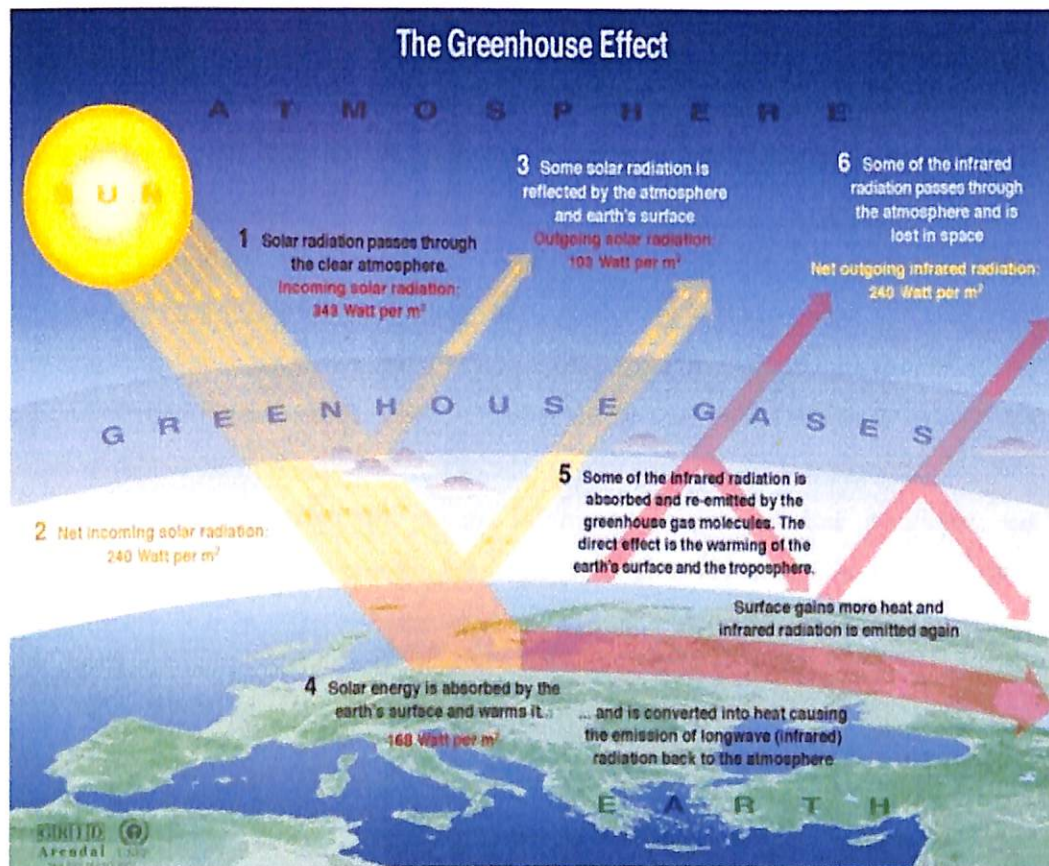 The Greenhouse Effect
ATMOSPHERE
SUN
1 Solar radiation passes through
the clear atmosphere.
Incoming solar radiation:
343 Watt per m²
2 Net incoming solar radiation:
240 Watt per m²
3 Some solar radiation is
reflected by the atmosphere
and earth's surface
Outgoing solar radiation:
103 Watt per m²
6 Some of the infrared
radiation passes through
the atmosphere and is
lost in space
Net outgoing infrared radiation:
240 Watt per m²
GREENHOUSE GASES
5 Some of the infrared radiation is
absorbed and re-emitted by the
greenhouse gas molecules. The
direct effect is the warming of the
earth's surface and the troposphere.
Surface gains more heat and
infrared radiation is emitted again
4 Solar energy is absorbed by the
earth's surface and warms it...
168 Watt per m²
... and is converted into heat causing
the emission of longwave (infrared)
radiation back to the atmosphere
EARTH
GRID
Arendal UNEP